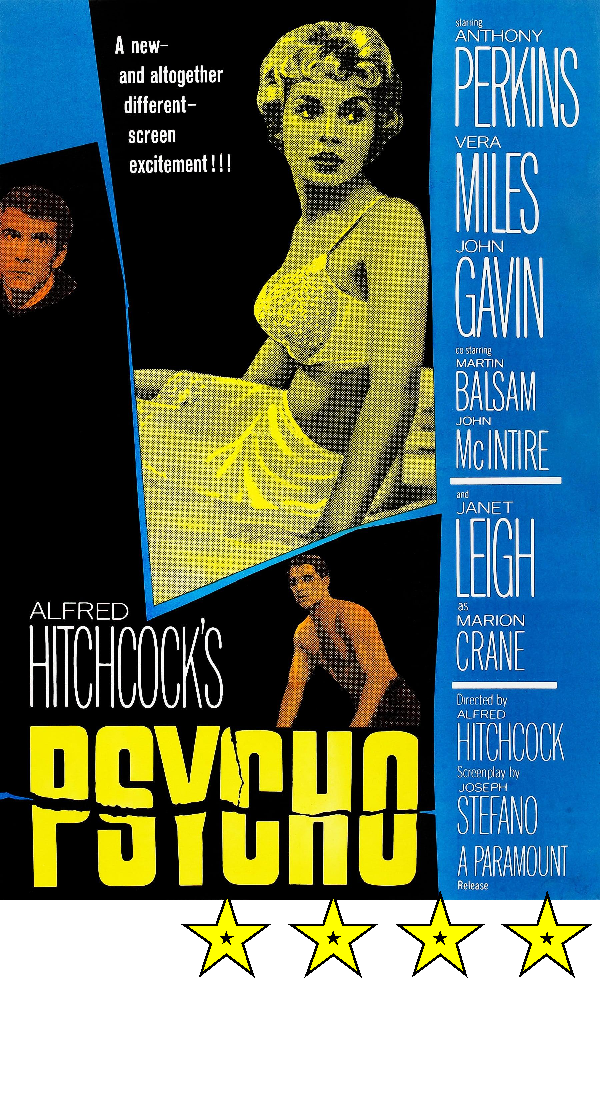 A new–
and altogether
different–
screen
excitement!!!
starring
ANTHONY
PERKINS
VERA
MILES
JOHN
GAVIN
co starring
MARTIN
BALSAM
JOHN
McINTIRE
and
JANET
LEIGH
as
MARION
CRANE
Directed by
ALFRED
HITCHCOCK
Screenplay by
JOSEPH
STEFANO
A PARAMOUNT
Release
ALFRED
HITCHCOCK'S
PSYCHO